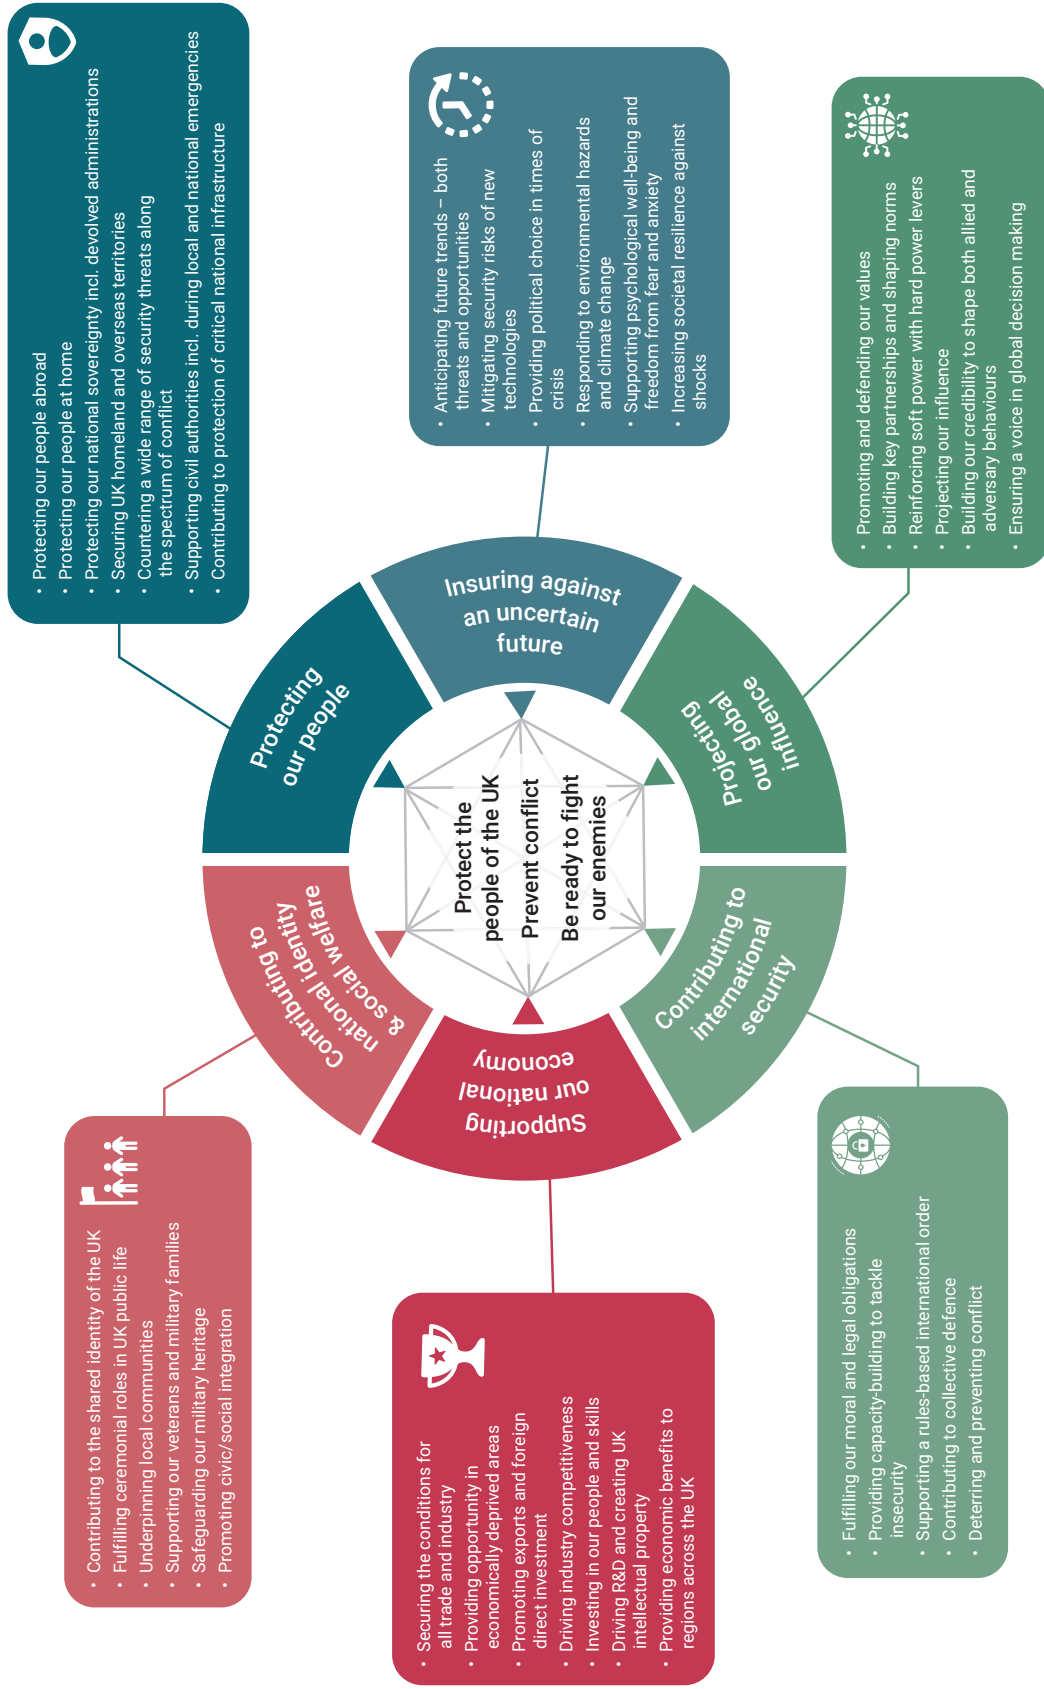 Contributing to the shared identity of the UK
Fulfilling ceremonial roles in UK public life
Underpinning local communities
Supporting our veterans and military families
Safeguarding our military heritage
Promoting civic/social integration
Protecting our people abroad
Protecting our people at home
Protecting our national sovereignty incl. devolved administrations
Securing UK homeland and overseas territories
Countering a wide range of security threats along
the spectrum of conflict
Supporting civil authorities incl. during local and national emergencies
Contributing to protection of critical national infrastructure
Contributing to
national identity
& social welfare
Protecting
our people
Securing the conditions for
all trade and industry
Providing opportunity in
economically deprived areas
Promoting exports and foreign
direct investment
Driving industry competitiveness
Investing in our people and skills
Driving R&D and creating UK
intellectual property
Providing economic benefits to
regions across the UK
Supporting
our national
economy
Protect the
people of the UK
Prevent conflict
Be ready to fight
our enemies
Insuring against
an uncertain
future
Anticipating future trends – both
threats and opportunities
Mitigating security risks of new
technologies
Providing political choice in times of
crisis
Responding to environmental hazards
and climate change
Supporting psychological well-being and
freedom from fear and anxiety
Increasing societal resilience against
shocks
Contributing to
international
security
Projecting
our global
influence
Fulfilling our moral and legal obligations
Providing capacity-building to tackle
insecurity
Supporting a rules-based international order
Contributing to collective defence
Deterring and preventing conflict
Promoting and defending our values
Building key partnerships and shaping norms
Reinforcing soft power with hard power levers
Projecting our influence
Building our credibility to shape both allied and
adversary behaviours
Ensuring a voice in global decision making